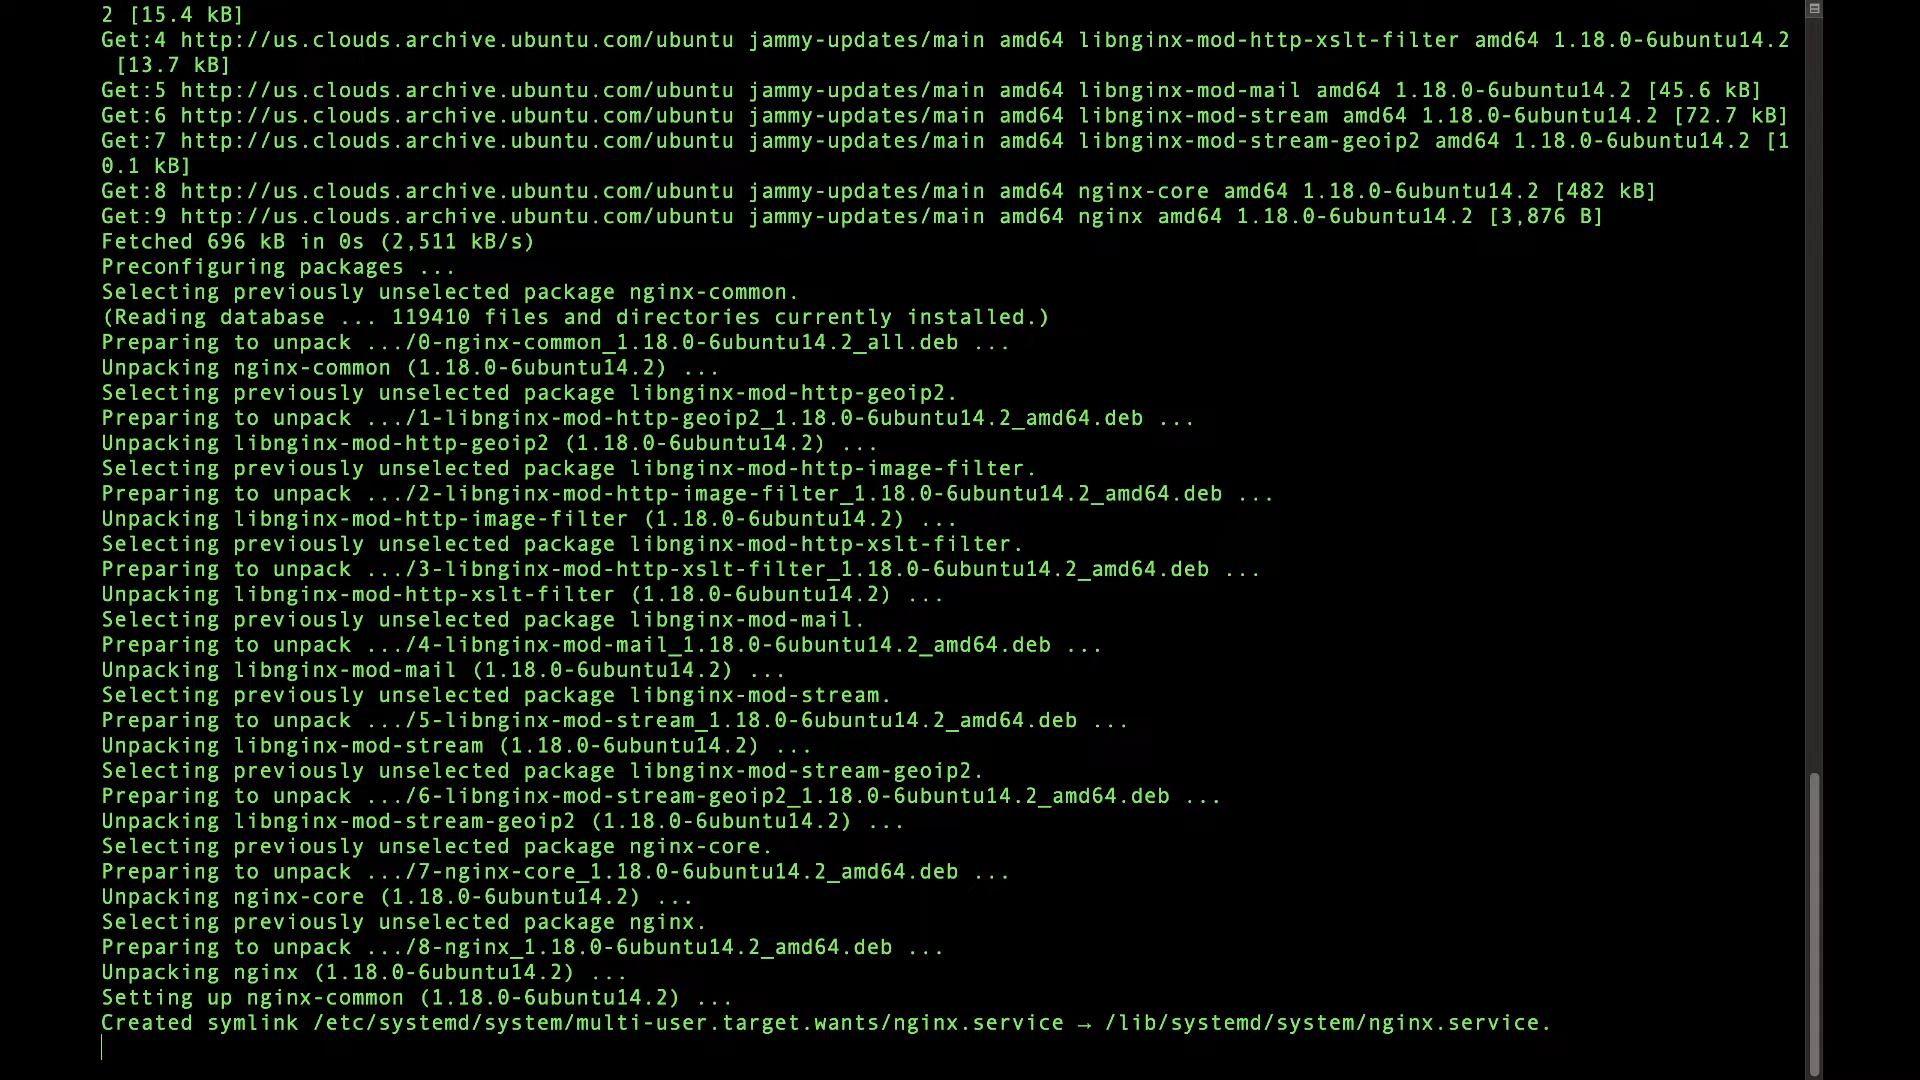 2 [15.4 kB]
Get:4 http://us.clouds.archive.ubuntu.com/ubuntu jammy-updates/main amd64 libnginx-mod-http-xslt-filter amd64 1.18.0-6ubuntu14.2
 [13.7 kB]
Get:5 http://us.clouds.archive.ubuntu.com/ubuntu jammy-updates/main amd64 libnginx-mod-mail amd64 1.18.0-6ubuntu14.2 [45.6 kB]
Get:6 http://us.clouds.archive.ubuntu.com/ubuntu jammy-updates/main amd64 libnginx-mod-stream amd64 1.18.0-6ubuntu14.2 [72.7 kB]
Get:7 http://us.clouds.archive.ubuntu.com/ubuntu jammy-updates/main amd64 libnginx-mod-stream-geoip2 amd64 1.18.0-6ubuntu14.2 [1
0.1 kB]
Get:8 http://us.clouds.archive.ubuntu.com/ubuntu jammy-updates/main amd64 nginx-core amd64 1.18.0-6ubuntu14.2 [482 kB]
Get:9 http://us.clouds.archive.ubuntu.com/ubuntu jammy-updates/main amd64 nginx amd64 1.18.0-6ubuntu14.2 [3,876 B]
Fetched 696 kB in 0s (2,511 kB/s)
Preconfiguring packages ...
Selecting previously unselected package nginx-common.
(Reading database ... 119410 files and directories currently installed.)
Preparing to unpack .../0-nginx-common_1.18.0-6ubuntu14.2_all.deb ...
Unpacking nginx-common (1.18.0-6ubuntu14.2) ...
Selecting previously unselected package libnginx-mod-http-geoip2.
Preparing to unpack .../1-libnginx-mod-http-geoip2_1.18.0-6ubuntu14.2_amd64.deb ...
Unpacking libnginx-mod-http-geoip2 (1.18.0-6ubuntu14.2) ...
Selecting previously unselected package libnginx-mod-http-image-filter.
Preparing to unpack .../2-libnginx-mod-http-image-filter_1.18.0-6ubuntu14.2_amd64.deb ...
Unpacking libnginx-mod-http-image-filter (1.18.0-6ubuntu14.2) ...
Selecting previously unselected package libnginx-mod-http-xslt-filter.
Preparing to unpack .../3-libnginx-mod-http-xslt-filter_1.18.0-6ubuntu14.2_amd64.deb ...
Unpacking libnginx-mod-http-xslt-filter (1.18.0-6ubuntu14.2) ...
Selecting previously unselected package libnginx-mod-mail.
Preparing to unpack .../4-libnginx-mod-mail_1.18.0-6ubuntu14.2_amd64.deb ...
Unpacking libnginx-mod-mail (1.18.0-6ubuntu14.2) ...
Selecting previously unselected package libnginx-mod-stream.
Preparing to unpack .../5-libnginx-mod-stream_1.18.0-6ubuntu14.2_amd64.deb ...
Unpacking libnginx-mod-stream (1.18.0-6ubuntu14.2) ...
Selecting previously unselected package libnginx-mod-stream-geoip2.
Preparing to unpack .../6-libnginx-mod-stream-geoip2_1.18.0-6ubuntu14.2_amd64.deb ...
Unpacking libnginx-mod-stream-geoip2 (1.18.0-6ubuntu14.2) ...
Selecting previously unselected package nginx-core.
Preparing to unpack .../7-nginx-core_1.18.0-6ubuntu14.2_amd64.deb ...
Unpacking nginx-core (1.18.0-6ubuntu14.2) ...
Selecting previously unselected package nginx.
Preparing to unpack .../8-nginx_1.18.0-6ubuntu14.2_amd64.deb ...
Unpacking nginx (1.18.0-6ubuntu14.2) ...
Setting up nginx-common (1.18.0-6ubuntu14.2) ...
Created symlink /etc/systemd/system/multi-user.target.wants/nginx.service → /lib/systemd/system/nginx.service.